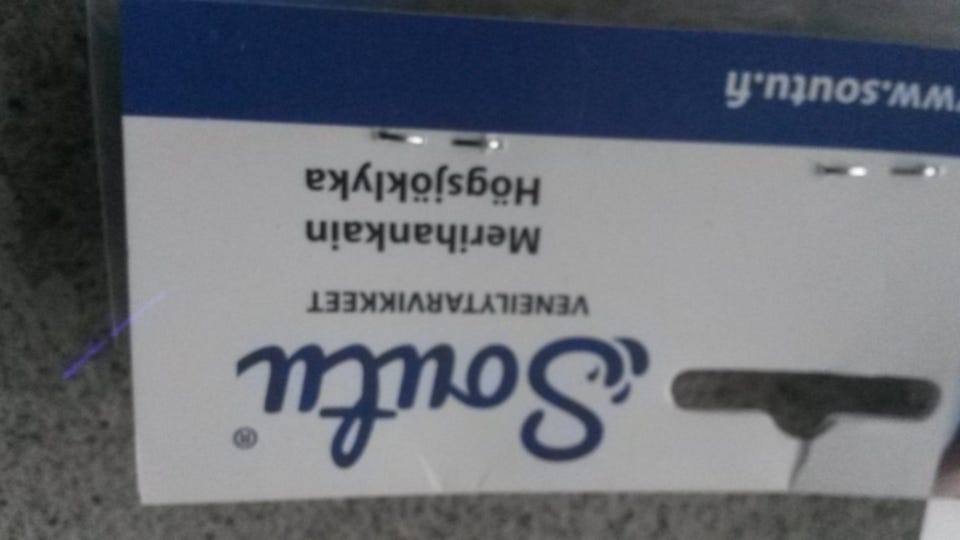 Soutu®
VENEILYTARVIKKEET
Merihankain
Högsjöklyka
www.soutu.fi